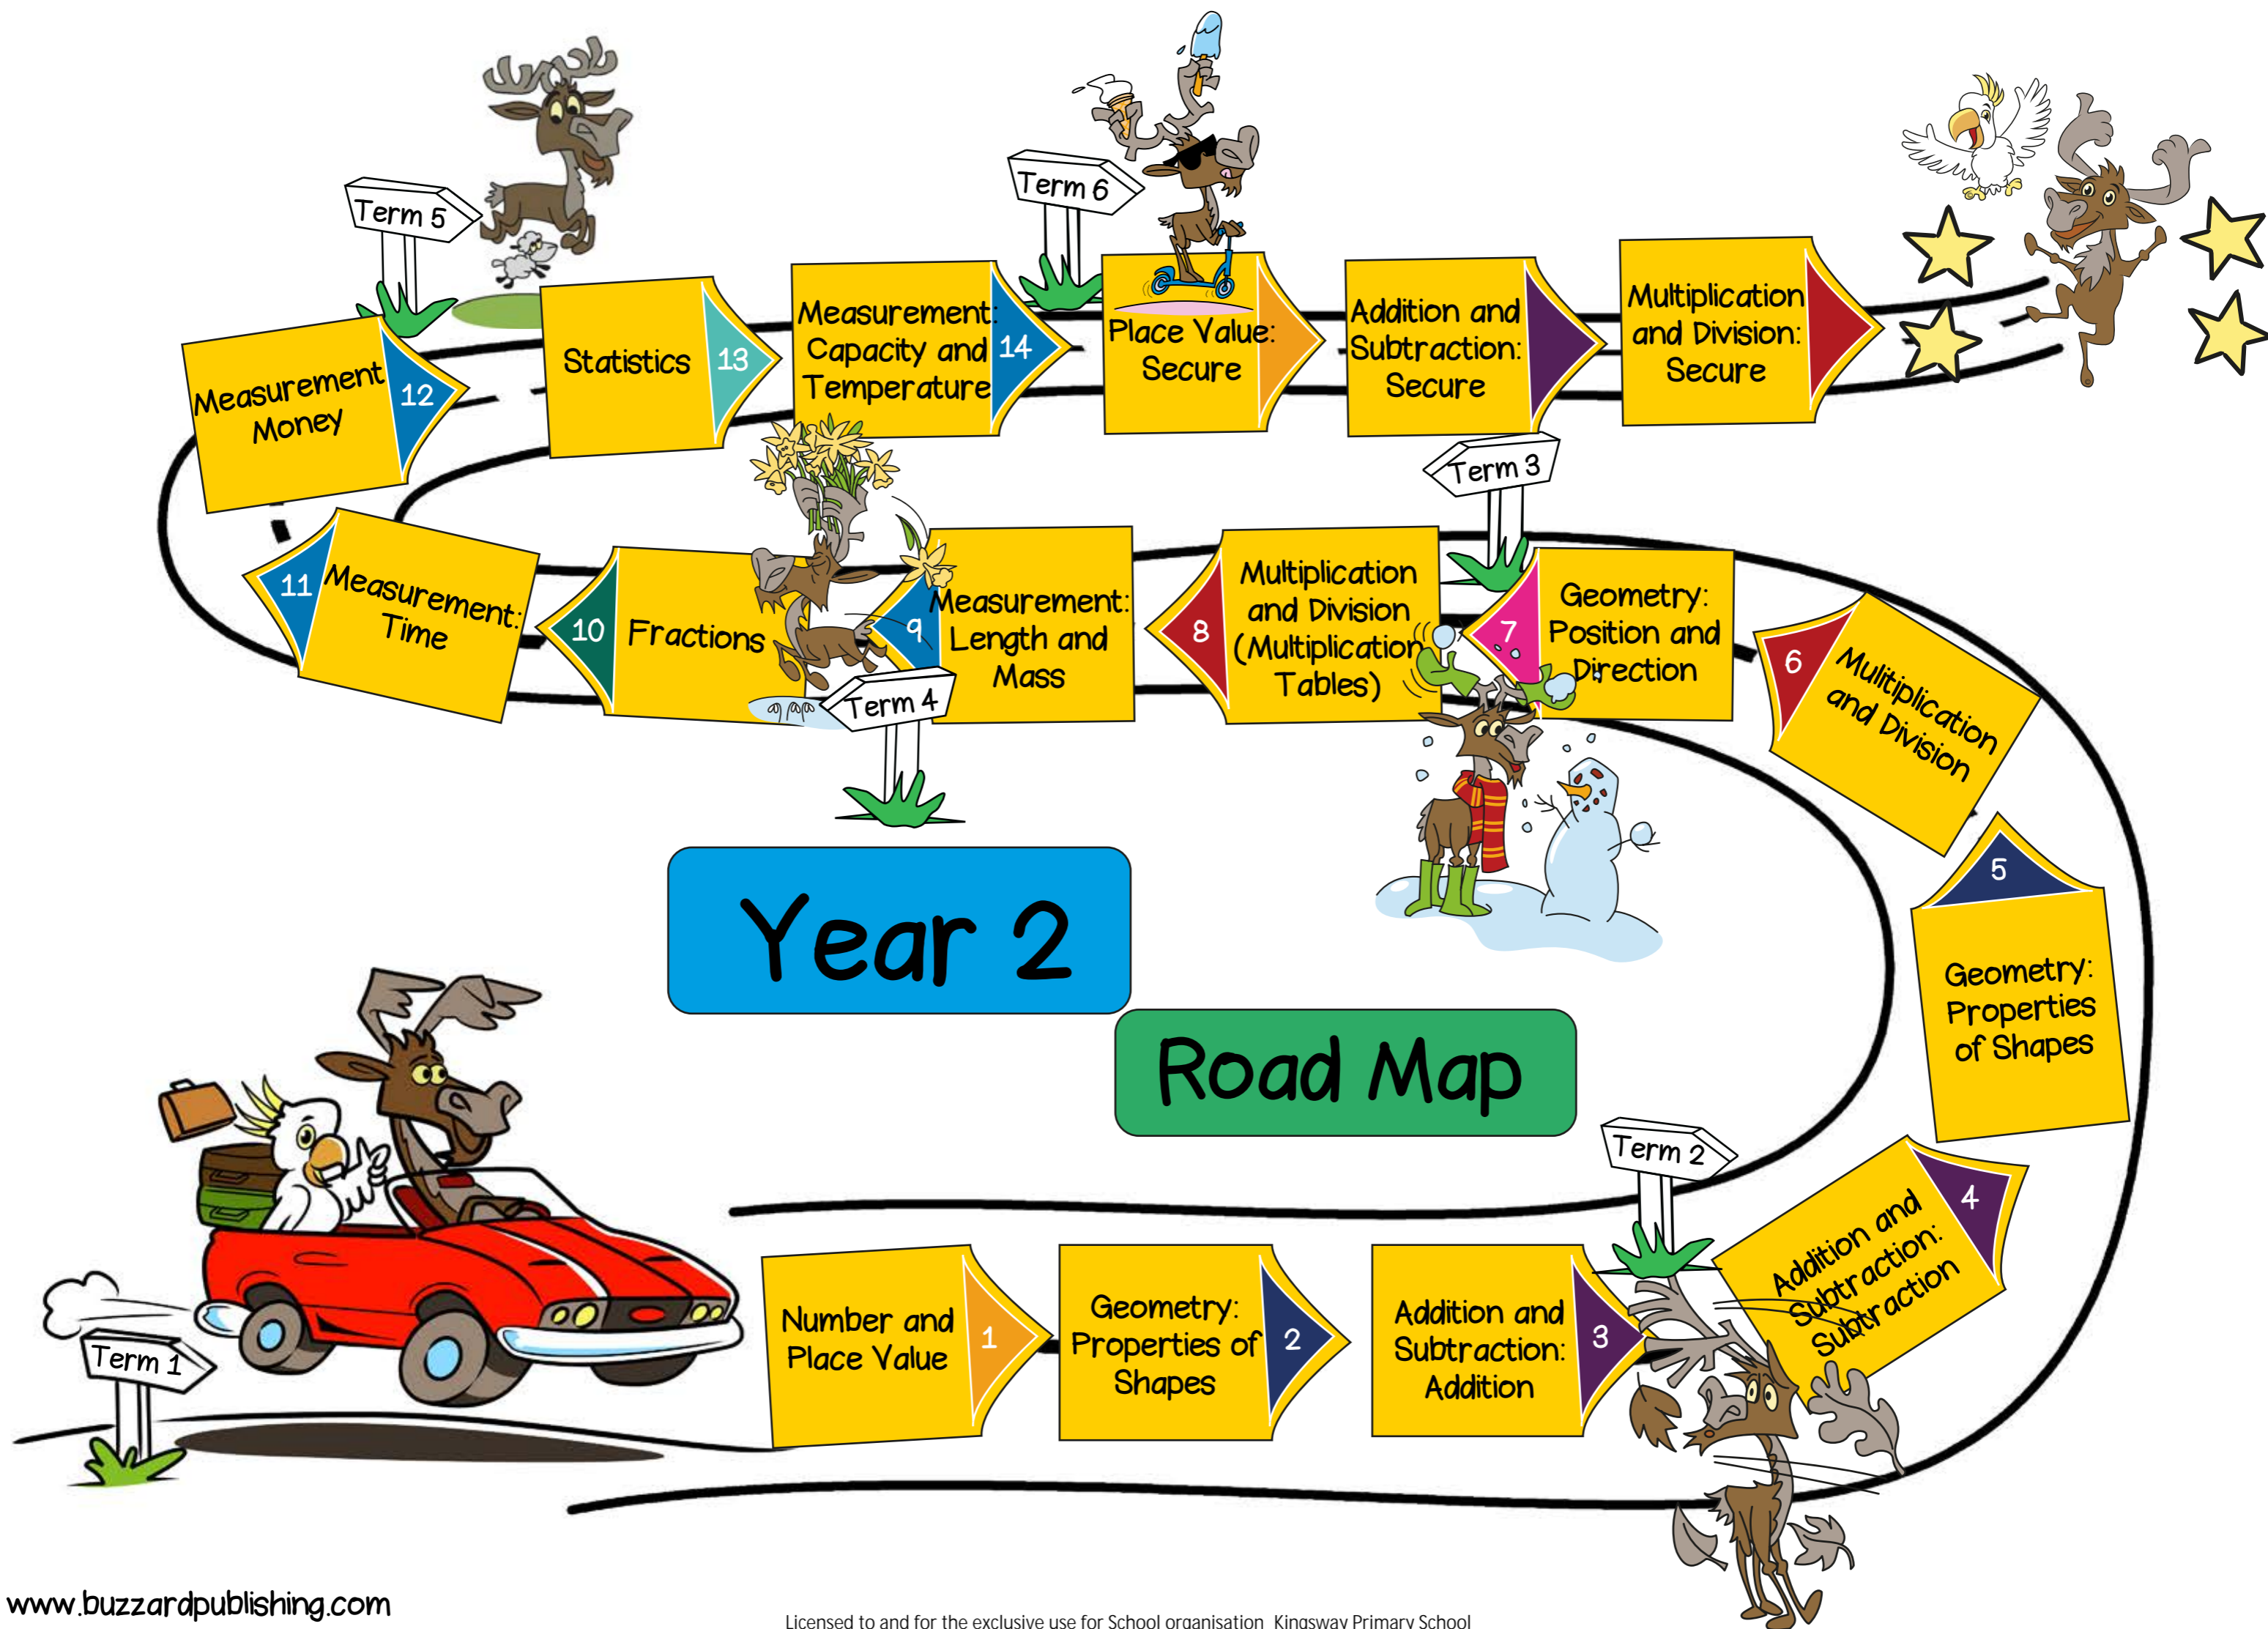 Year 2
Road Map
Term 1
Number and
Place Value
1
Geometry:
Properties of
Shapes
2
Addition and
Subtraction:
Addition
3
Term 2
Addition and
Subtraction:
Subtraction
4
Geometry:
Properties
of Shapes
5
Mulitiplication
and Division
6
Geometry:
Position and
Direction
7
Term 3
Multiplication
and Division
(Multiplication
Tables)
8
Measurement:
Length and
Mass
9
Term 4
Fractions
10
Measurement:
Time
11
Measurement
Money
12
Term 5
Statistics
13
Measurement:
Capacity and
Temperature
14
Term 6
Place Value:
Secure
Addition and
Subtraction:
Secure
Multiplication
and Division:
Secure
www.buzzardpublishing.com
Licensed to and for the exclusive use for School organisation Kingsway Primary School